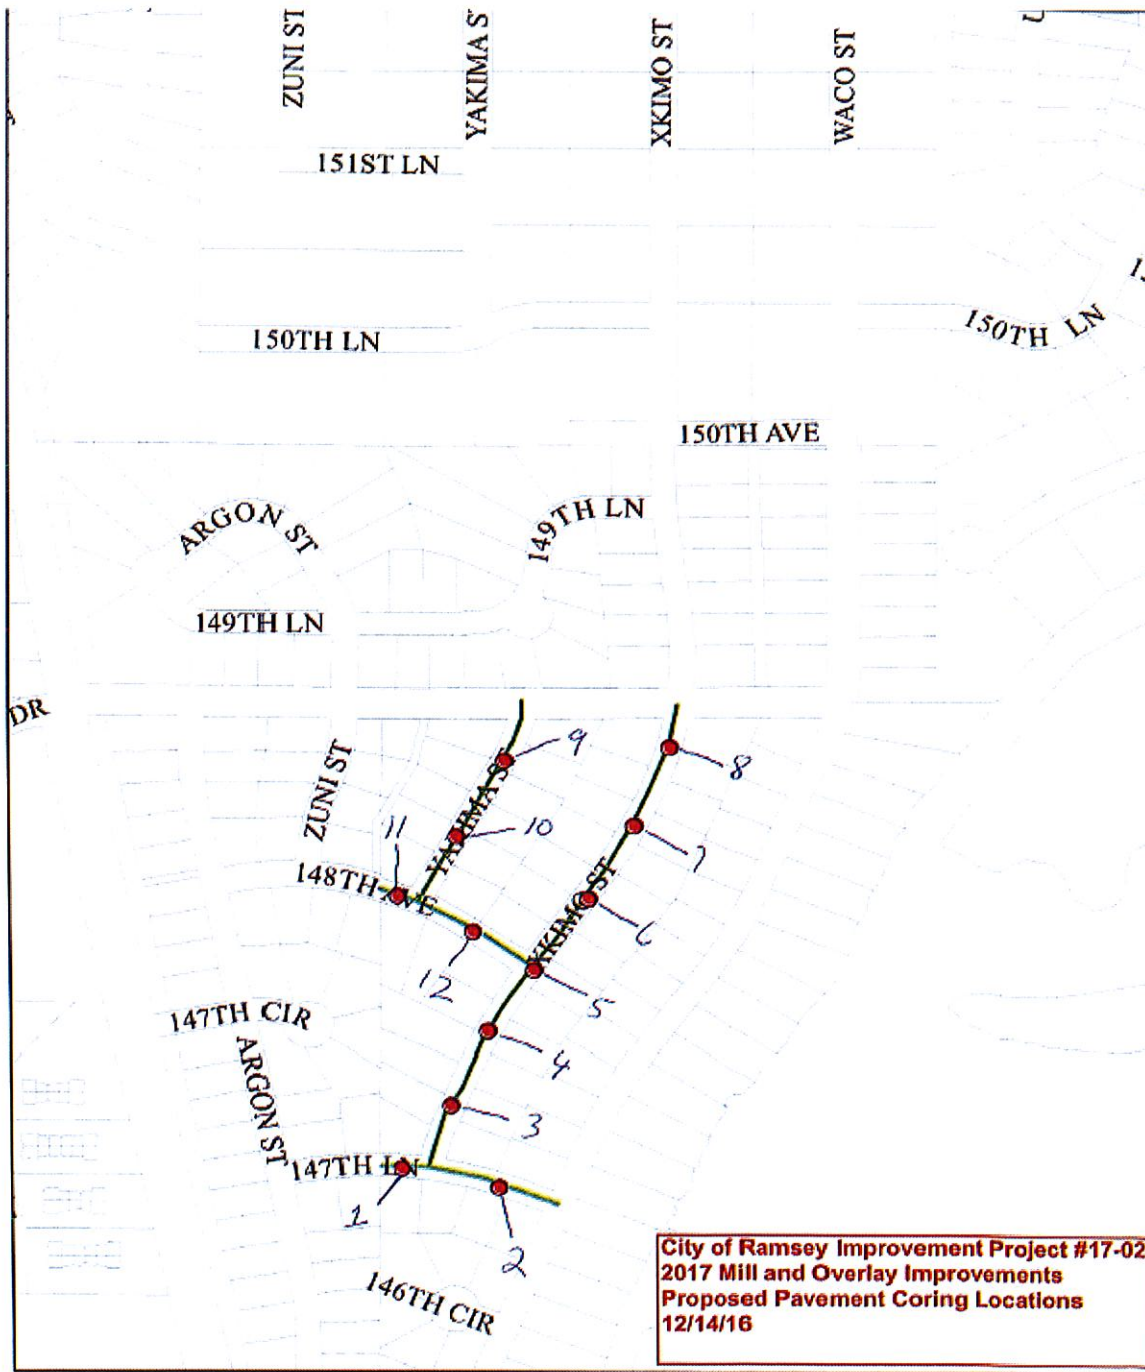 ZUNI ST
YAKIMA ST
XKIMO ST
WACO ST
151ST LN
150TH LN
150TH LN
150TH AVE
ARGON ST
149TH LN
149TH LN
DR
ZUNI ST
YAKIMA ST
9
8
10
7
11
148TH AVE
XKIMO ST
6
12
5
147TH CIR
4
ARGON ST
3
147TH LN
1
2
146TH CIR
City of Ramsey Improvement Project #17-02
2017 Mill and Overlay Improvements
Proposed Pavement Coring Locations
12/14/16